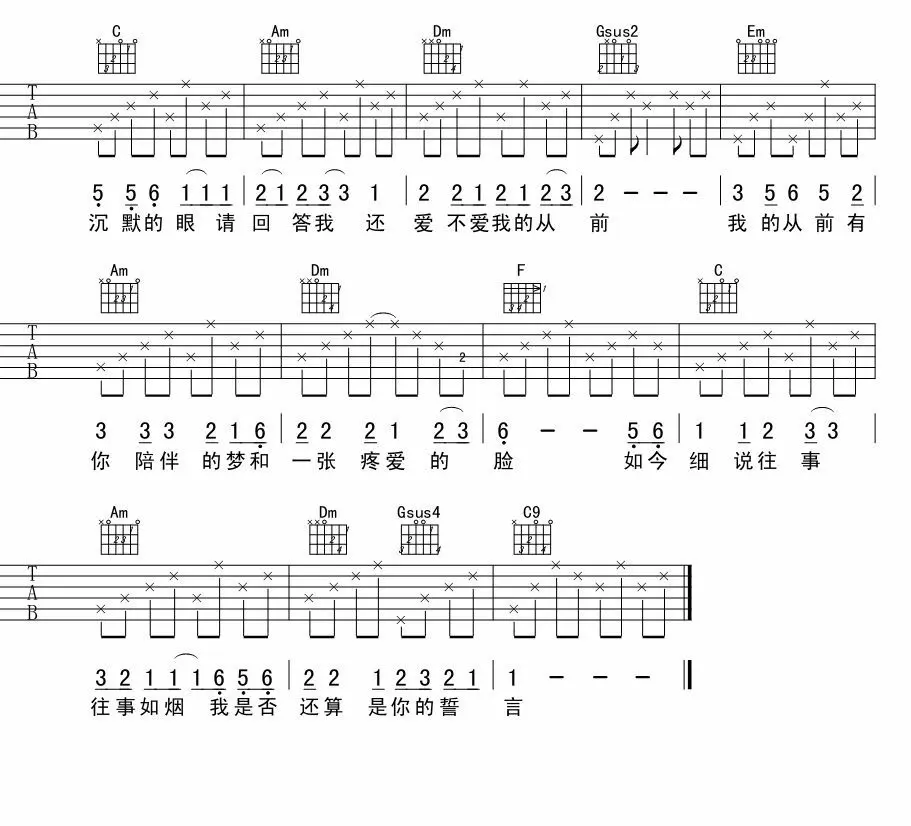 C Am Dm Gsus2 Em
T A B
5 5 6 1 1 1 | 2 1 2 3 3 1 | 2 2 1 2 1 2 3 | 2 - - - | 3 5 6 5 2 |
沉 默的 眼 请 回 答我 还 爱 不爱我的从 前 我 的从 前 有
Am Dm F C
T A B 2
3 3 3 2 1 6 | 2 2 2 1 2 3 | 6 - - 5 6 | 1 1 2 3 3 |
你 陪伴 的梦和 一张 疼爱 的 脸 如今 细 说往 事
Am Dm Gsus4 C9
T A B
3 2 1 1 1 6 5 6 | 2 2 1 2 3 2 1 | 1 - - - ‖
往事如烟 我是否 还算 是你的誓 言